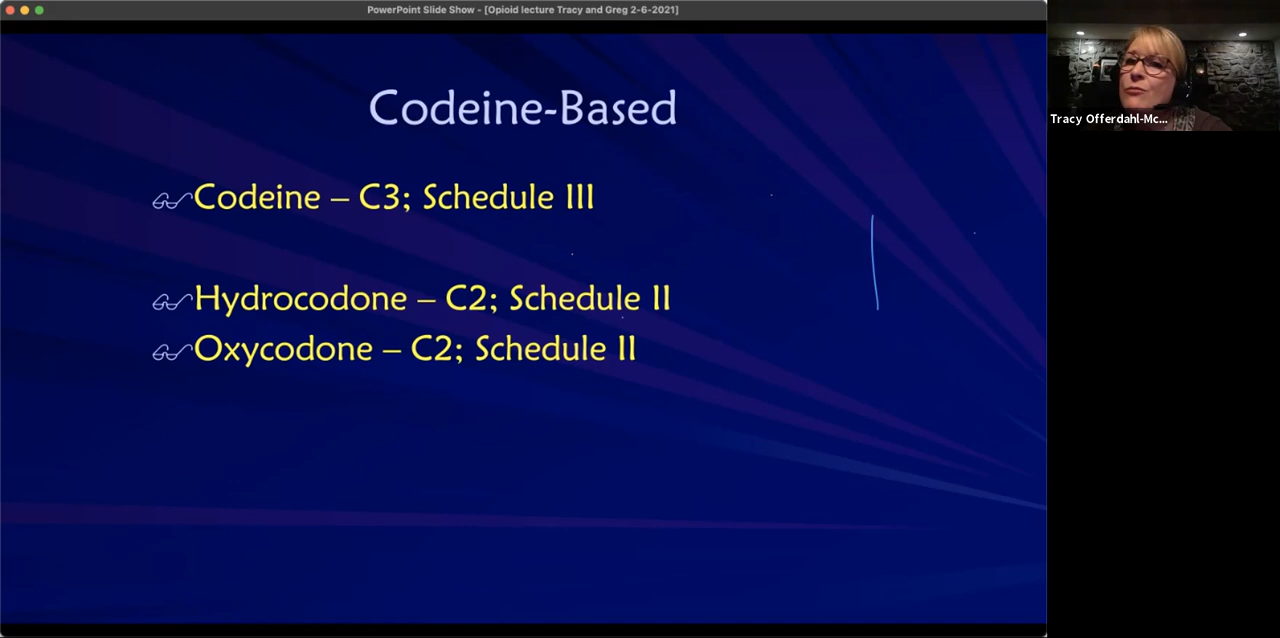 PowerPoint Slide Show - [Opioid lecture Tracy and Greg 2-6-2021]
Codeine-Based
Codeine – C3; Schedule III
Hydrocodone – C2; Schedule II
Oxycodone – C2; Schedule II
Tracy Offerdahl-Mc...